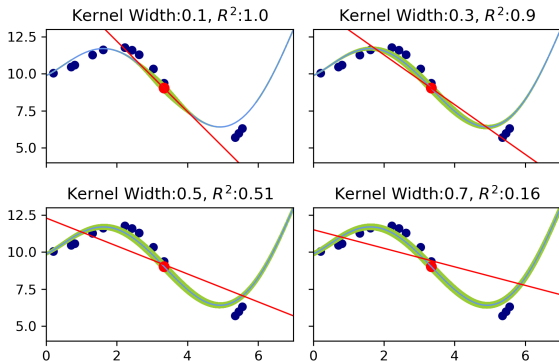 Kernel Width:0.1, R²:1.0
Kernel Width:0.3, R²:0.9
12.5
10.0
7.5
5.0
Kernel Width:0.5, R²:0.51
Kernel Width:0.7, R²:0.16
12.5
10.0
7.5
5.0
0 2 4 6
0 2 4 6